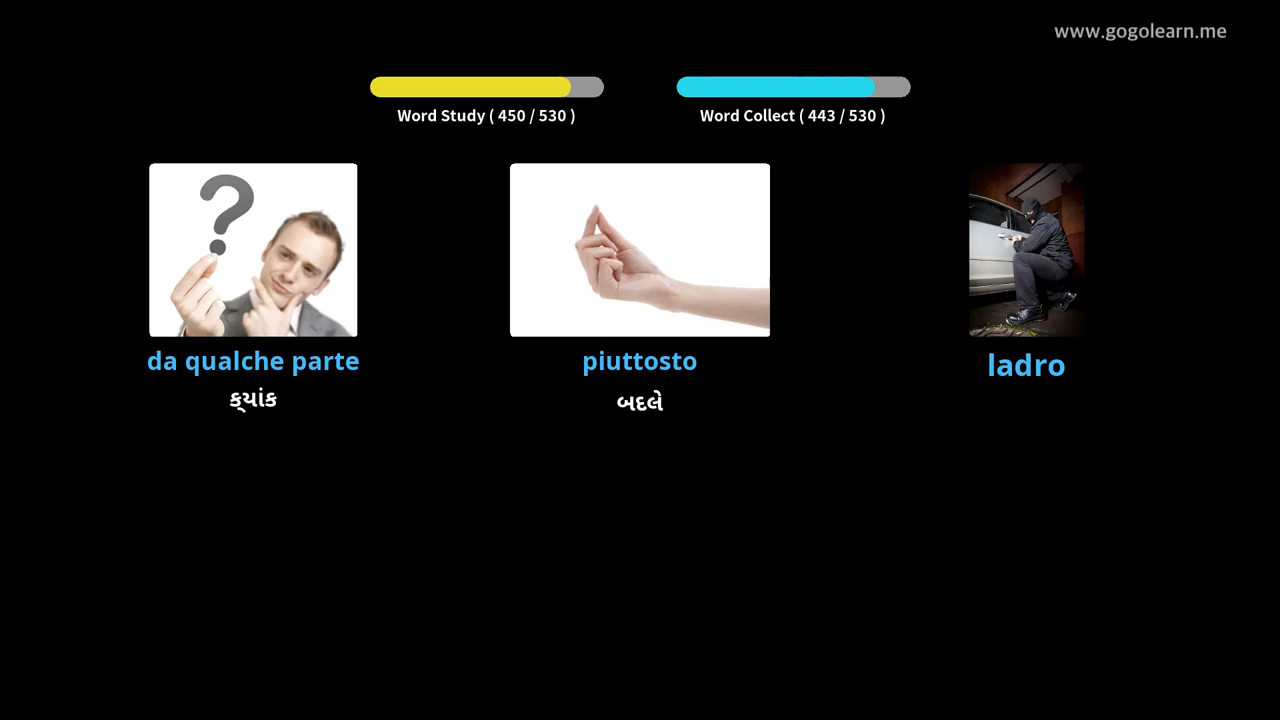 www.gogolearn.me
Word Study ( 450 / 530 )
Word Collect ( 443 / 530 )
da qualche parte
ક્યાંક
piuttosto
બદલે
ladro